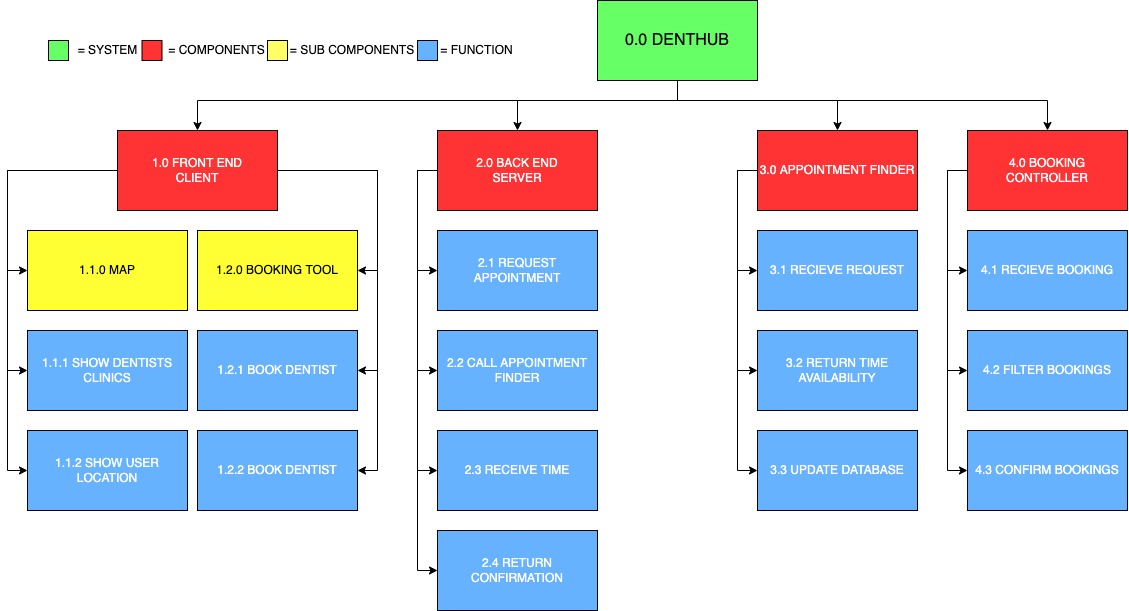 0.0 DENTHUB
= SYSTEM
= COMPONENTS
= SUB COMPONENTS
= FUNCTION
1.0 FRONT END
CLIENT
2.0 BACK END
SERVER
3.0 APPOINTMENT FINDER
4.0 BOOKING
CONTROLLER
1.1.0 MAP
1.2.0 BOOKING TOOL
2.1 REQUEST
APPOINTMENT
3.1 RECIEVE REQUEST
4.1 RECIEVE BOOKING
1.1.1 SHOW DENTISTS
CLINICS
1.2.1 BOOK DENTIST
2.2 CALL APPOINTMENT
FINDER
3.2 RETURN TIME
AVAILABILITY
4.2 FILTER BOOKINGS
1.1.2 SHOW USER
LOCATION
1.2.2 BOOK DENTIST
2.3 RECEIVE TIME
3.3 UPDATE DATABASE
4.3 CONFIRM BOOKINGS
2.4 RETURN
CONFIRMATION